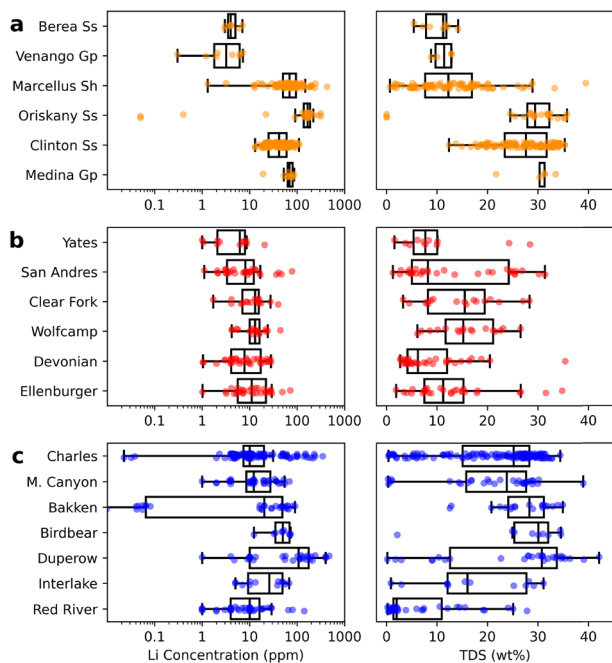 a
Berea Ss
Venango Gp
Marcellus Sh
Oriskany Ss
Clinton Ss
Medina Gp
0.1 1 10 100 1000
0 10 20 30 40
b
Yates
San Andres
Clear Fork
Wolfcamp
Devonian
Ellenburger
0.1 1 10 100 1000
0 10 20 30 40
c
Charles
M. Canyon
Bakken
Birdbear
Duperow
Interlake
Red River
0.1 1 10 100 1000
0 10 20 30 40
Li Concentration (ppm)
TDS (wt%)